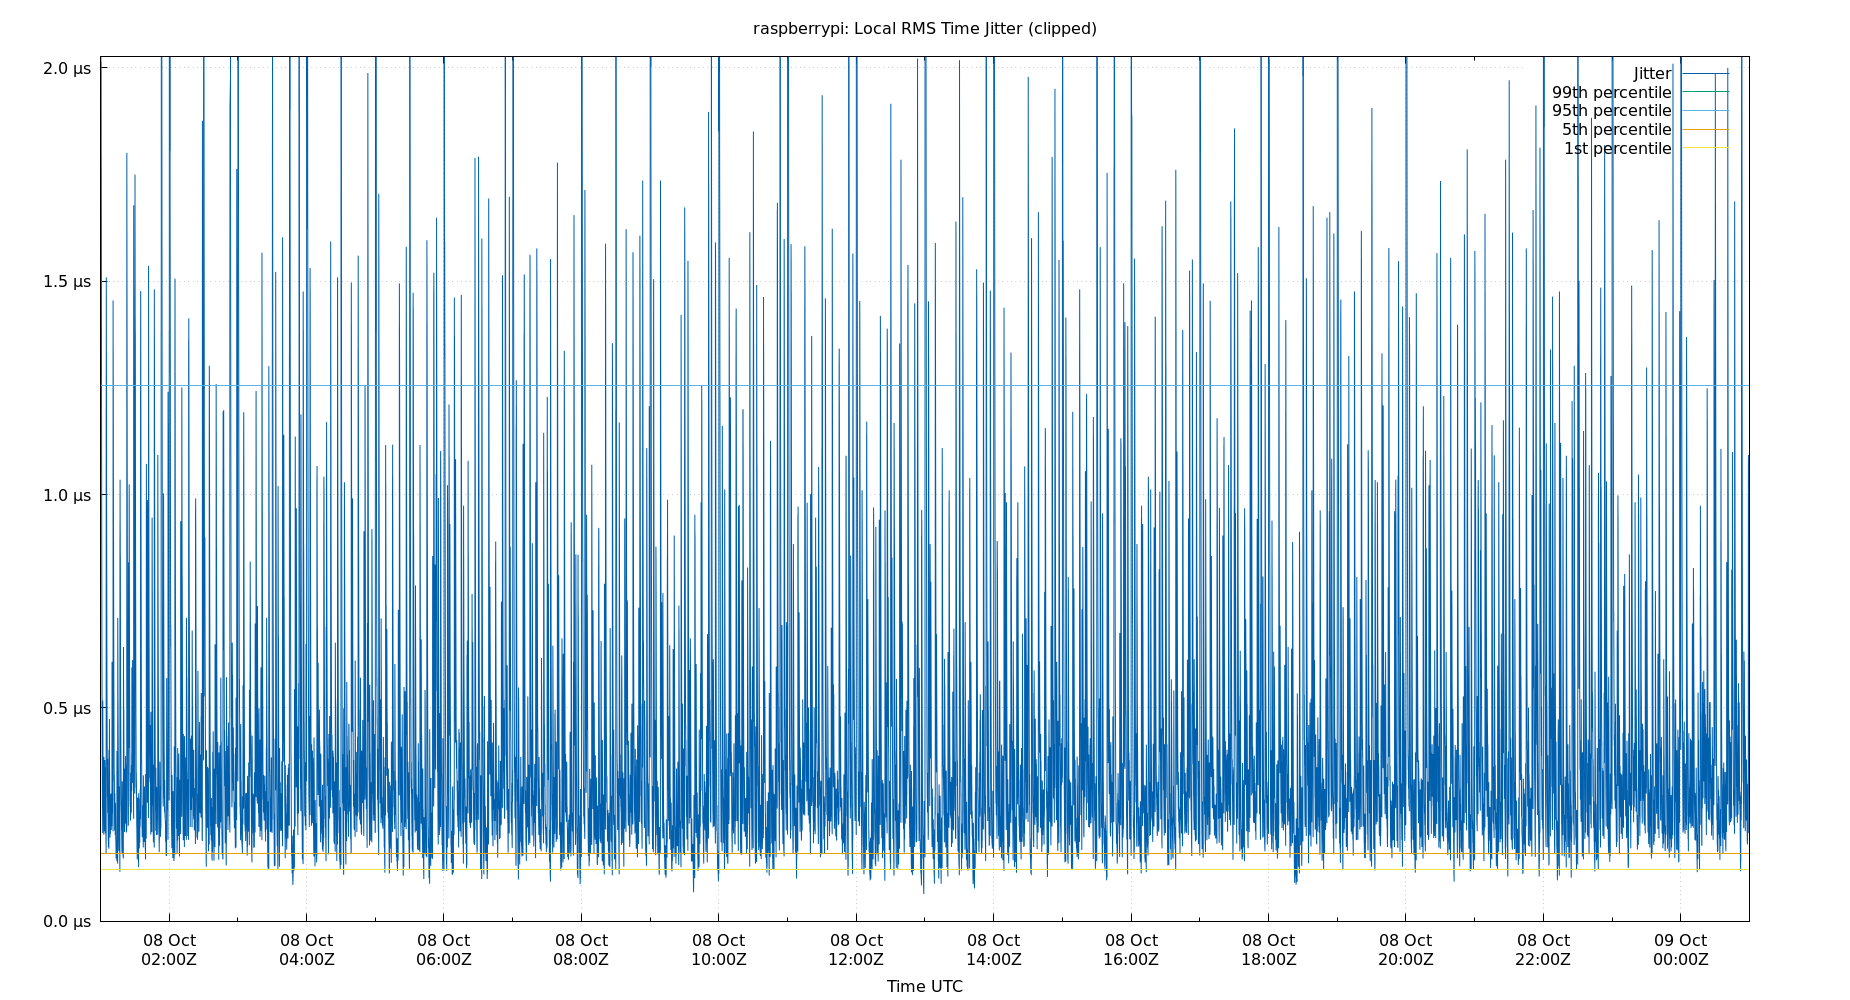 raspberrypi: Local RMS Time Jitter (clipped)
2.0 µs
1.5 µs
1.0 µs
0.5 µs
0.0 µs
Jitter
99th percentile
95th percentile
5th percentile
1st percentile
08 Oct 08 Oct 08 Oct 08 Oct 08 Oct 08 Oct 08 Oct 08 Oct 08 Oct 08 Oct 08 Oct 09 Oct
02:00Z 04:00Z 06:00Z 08:00Z 10:00Z 12:00Z 14:00Z 16:00Z 18:00Z 20:00Z 22:00Z 00:00Z
Time UTC